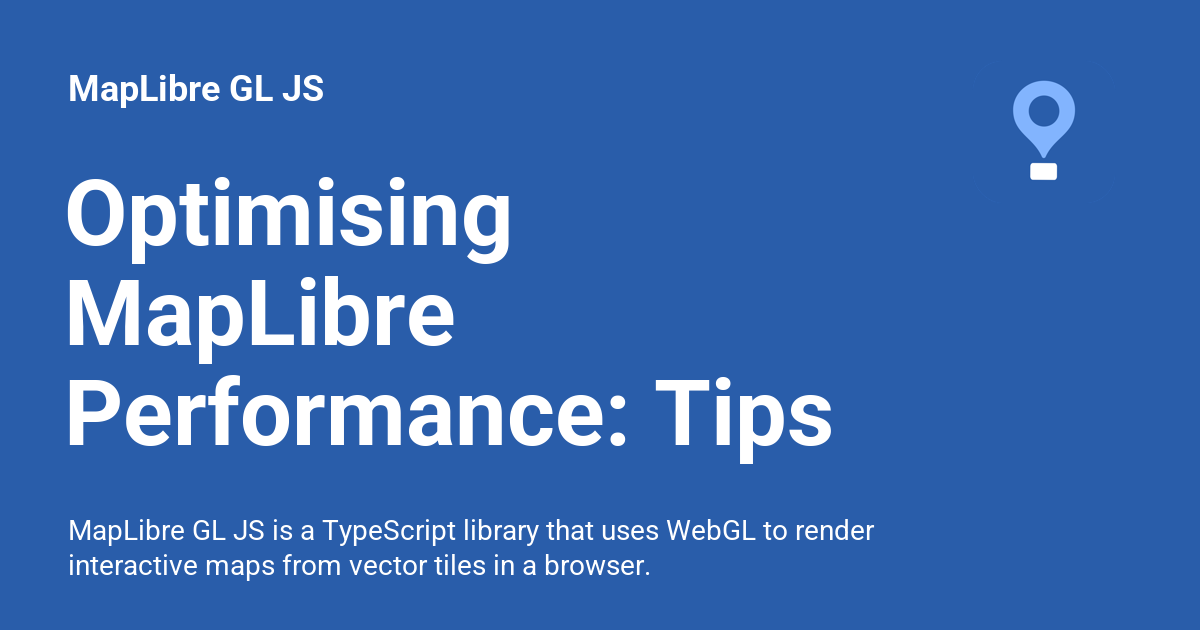 MapLibre GL JS
Optimising
MapLibre
Performance: Tips
MapLibre GL JS is a TypeScript library that uses WebGL to render
interactive maps from vector tiles in a browser.